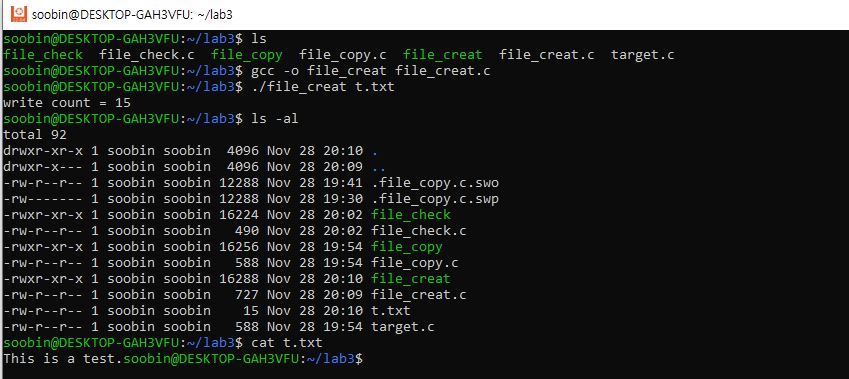 soobin@DESKTOP-GAH3VFU: ~/lab3
soobin@DESKTOP-GAH3VFU:~/lab3$ ls
file_check  file_check.c  file_copy  file_copy.c  file_creat  file_creat.c  target.c
soobin@DESKTOP-GAH3VFU:~/lab3$ gcc -o file_creat file_creat.c
soobin@DESKTOP-GAH3VFU:~/lab3$ ./file_creat t.txt
write count = 15
soobin@DESKTOP-GAH3VFU:~/lab3$ ls -al
total 92
drwxr-xr-x 1 soobin soobin  4096 Nov 28 20:10 .
drwxr-x--- 1 soobin soobin  4096 Nov 28 20:09 ..
-rw-r--r-- 1 soobin soobin 12288 Nov 28 19:41 .file_copy.c.swo
-rw------- 1 soobin soobin 12288 Nov 28 19:30 .file_copy.c.swp
-rwxr-xr-x 1 soobin soobin 16224 Nov 28 20:02 file_check
-rw-r--r-- 1 soobin soobin   490 Nov 28 20:02 file_check.c
-rwxr-xr-x 1 soobin soobin 16256 Nov 28 19:54 file_copy
-rw-r--r-- 1 soobin soobin   588 Nov 28 19:54 file_copy.c
-rwxr-xr-x 1 soobin soobin 16288 Nov 28 20:10 file_creat
-rw-r--r-- 1 soobin soobin   727 Nov 28 20:09 file_creat.c
-rw-r--r-- 1 soobin soobin    15 Nov 28 20:10 t.txt
-rw-r--r-- 1 soobin soobin   588 Nov 28 19:54 target.c
soobin@DESKTOP-GAH3VFU:~/lab3$ cat t.txt
This is a test.soobin@DESKTOP-GAH3VFU:~/lab3$